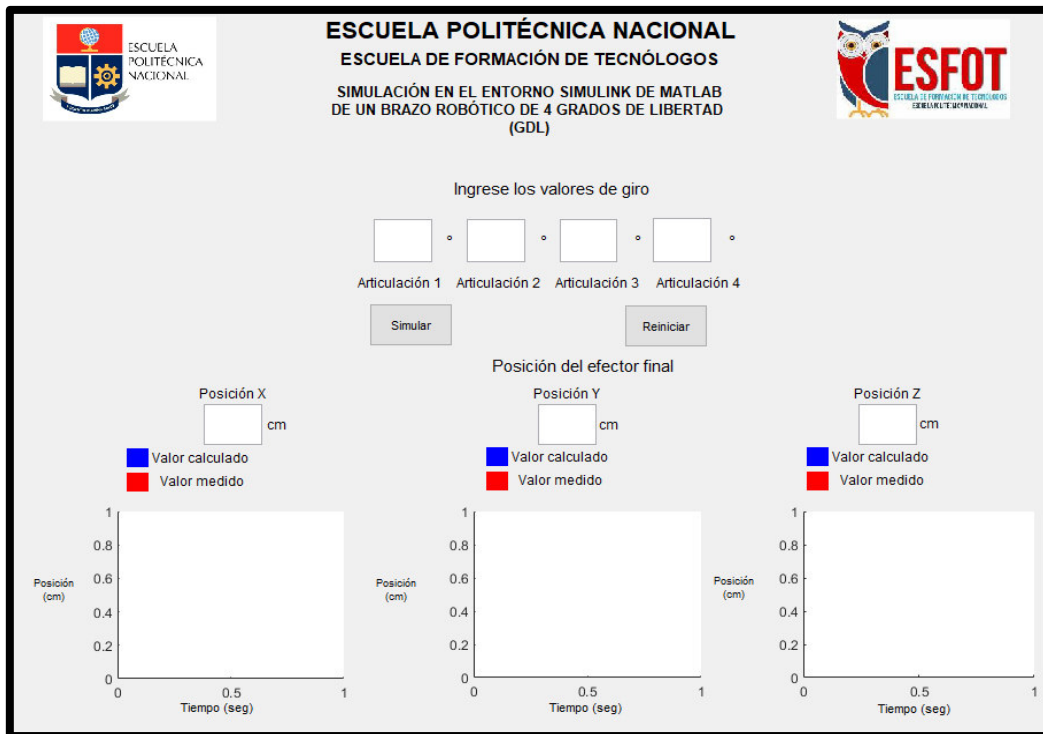 ESCUELA
POLITÉCNICA
NACIONAL
ESCUELA POLITÉCNICA NACIONAL
ESCUELA DE FORMACIÓN DE TECNÓLOGOS
SIMULACIÓN EN EL ENTORNO SIMULINK DE MATLAB
DE UN BRAZO ROBÓTICO DE 4 GRADOS DE LIBERTAD
(GDL)
ESFOT
ESCUELA DE FORMACIÓN DE TECNÓLOGOS
ESCUELA POLITÉCNICA NACIONAL
Ingrese los valores de giro
° ° ° °
Articulación 1 Articulación 2 Articulación 3 Articulación 4
Simular Reiniciar
Posición del efector final
Posición X Posición Y Posición Z
cm cm cm
Valor calculado Valor calculado Valor calculado
Valor medido Valor medido Valor medido
1 1 1
0.8 0.8 0.8
Posición (cm) 0.6 Posición (cm) 0.6 Posición (cm) 0.6
0.4 0.4 0.4
0.2 0.2 0.2
0 0 0
0 0.5 1 0 0.5 1 0 0.5 1
Tiempo (seg) Tiempo (seg) Tiempo (seg)